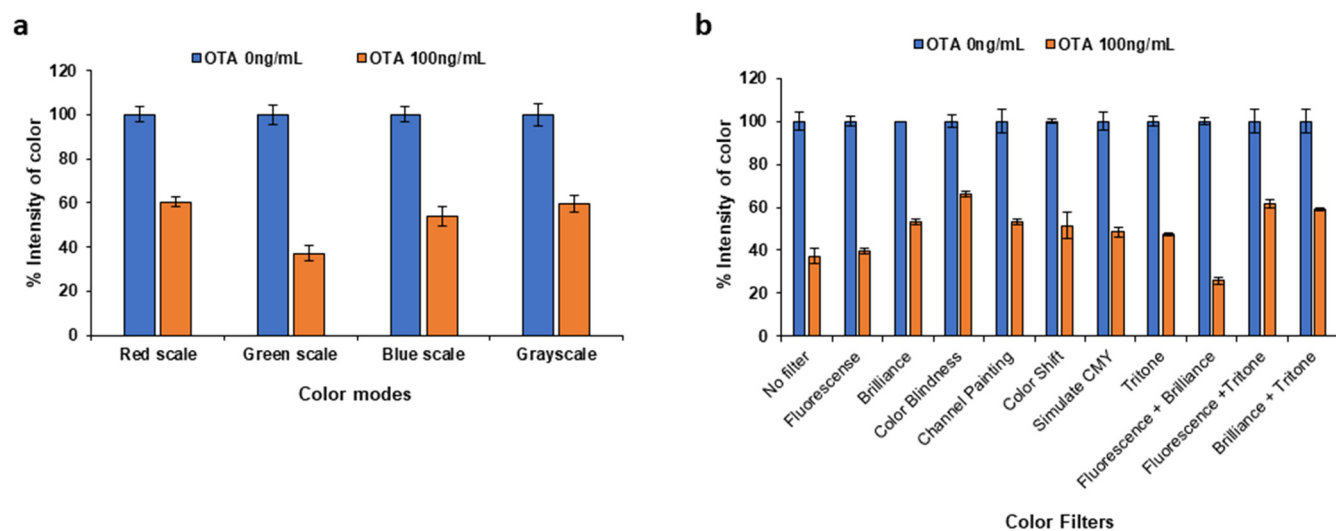 a
OTA 0ng/mL OTA 100ng/mL
120
100
80
60
40
20
0
% Intensity of color
Red scale Green scale Blue scale Grayscale
Color modes
b
OTA 0ng/mL OTA 100ng/mL
120
100
80
60
40
20
0
% Intensity of color
No filter
Fluorescense
Brilliance
Color Blindness
Channel Painting
Color Shift
Simulate CMY
Tritone
Fluorescence + Brilliance
Fluorescence +Tritone
Brilliance + Tritone
Color Filters